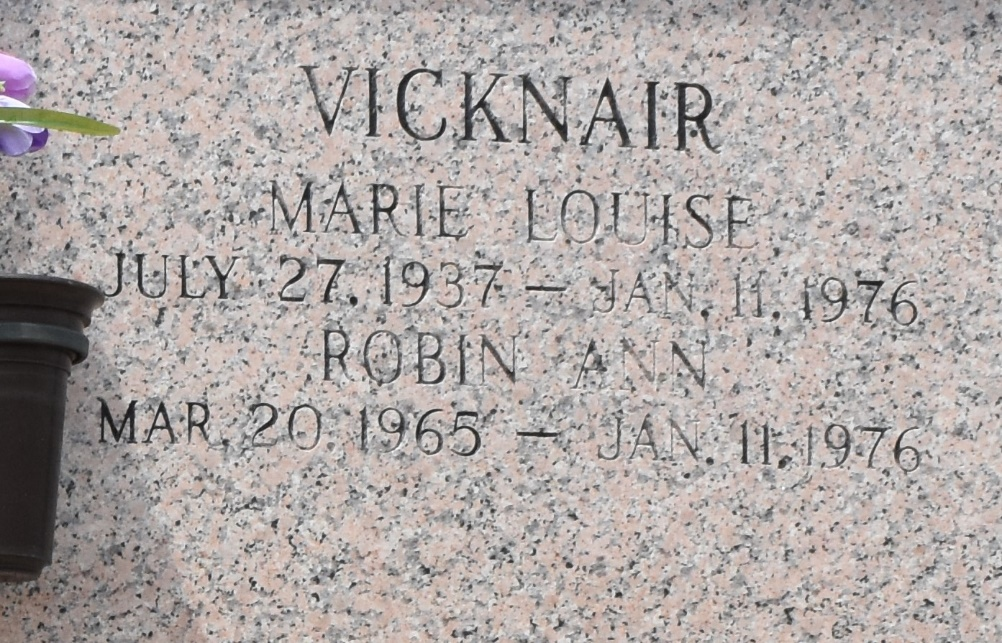 VICKNAIR
MARIE LOUISE
JULY 27, 1937 – JAN. 11, 1976
ROBIN ANN
MAR. 20, 1965 – JAN. 11, 1976